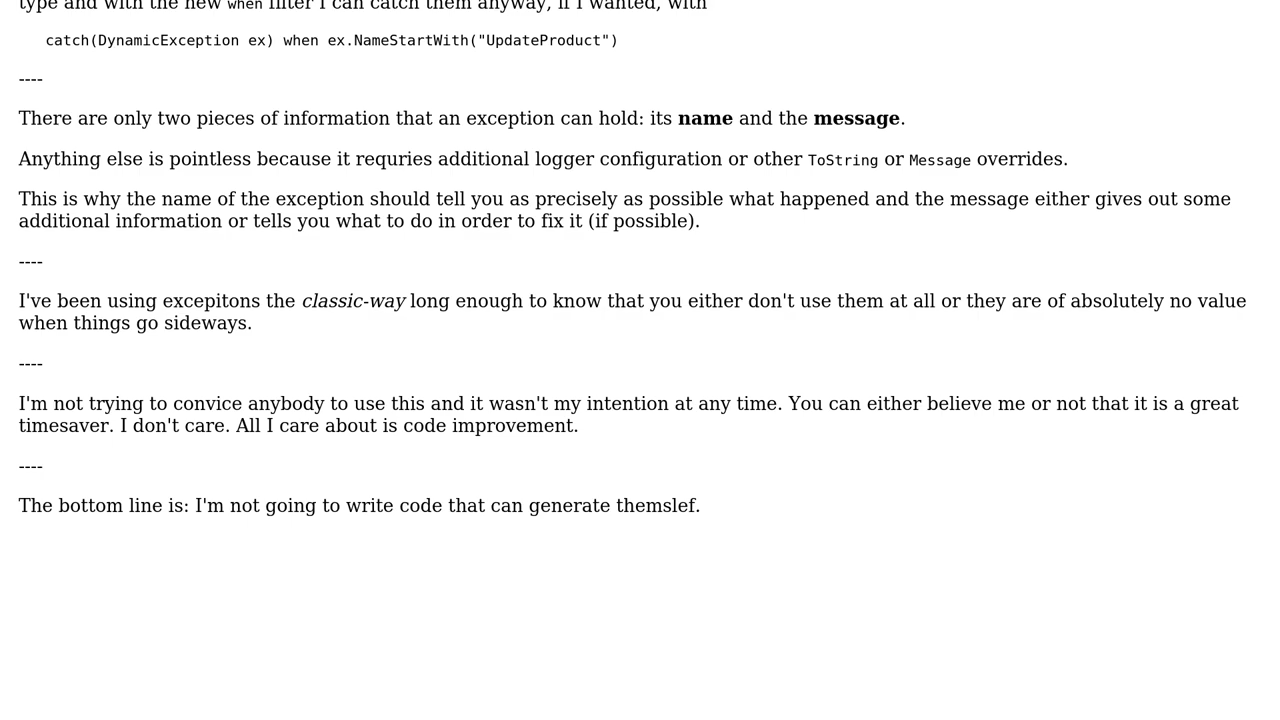 type and with the new when filter I can catch them anyway, if I wanted, with
catch(DynamicException ex) when ex.NameStartWith("UpdateProduct")
----
There are only two pieces of information that an exception can hold: its name and the message.
Anything else is pointless because it requries additional logger configuration or other ToString or Message overrides.
This is why the name of the exception should tell you as precisely as possible what happened and the message either gives out some
additional information or tells you what to do in order to fix it (if possible).
----
I've been using excepitons the classic-way long enough to know that you either don't use them at all or they are of absolutely no value
when things go sideways.
----
I'm not trying to convice anybody to use this and it wasn't my intention at any time. You can either believe me or not that it is a great
timesaver. I don't care. All I care about is code improvement.
----
The bottom line is: I'm not going to write code that can generate themslef.